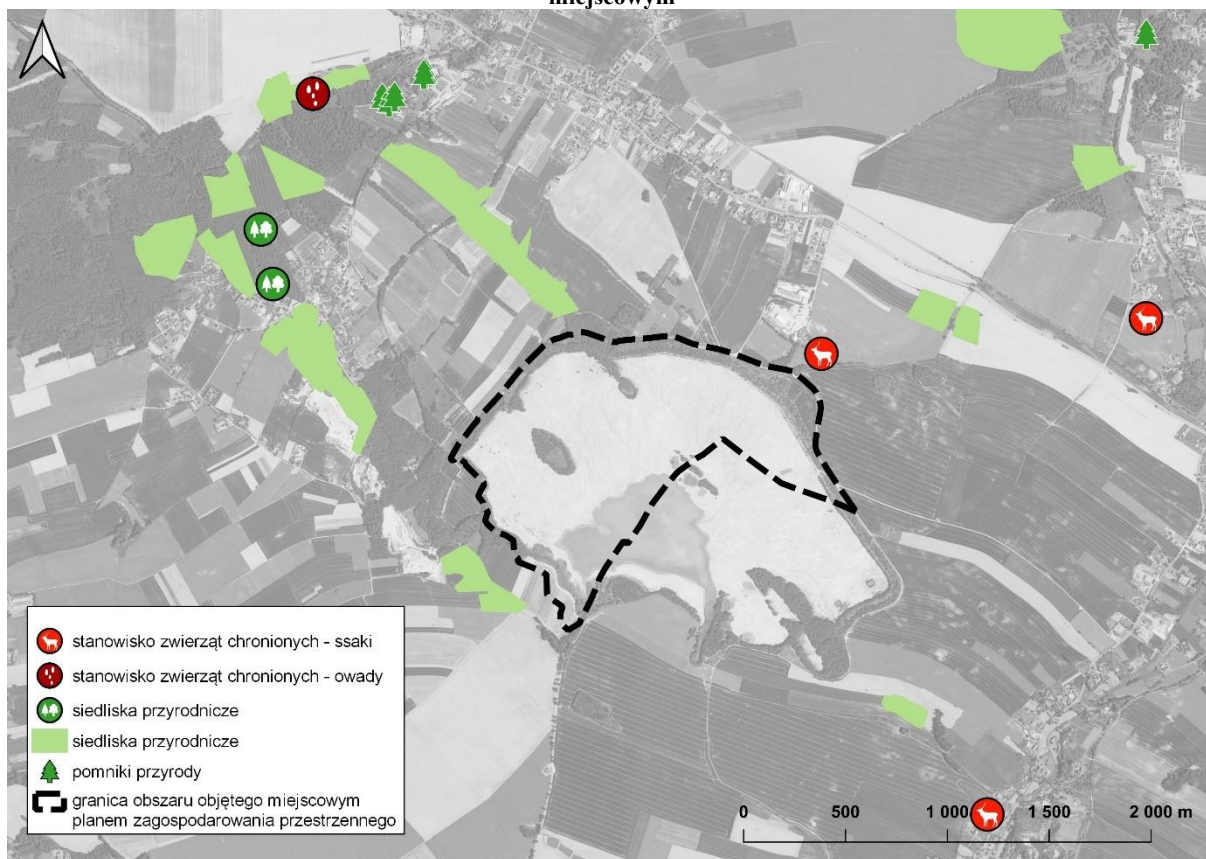 miejscowym
stanowisko zwierząt chronionych - ssaki
stanowisko zwierząt chronionych - owady
siedliska przyrodnicze
siedliska przyrodnicze
pomniki przyrody
granica obszaru objętego miejscowym
planem zagospodarowania przestrzennego
0 500 1 000 1 500 2 000 m